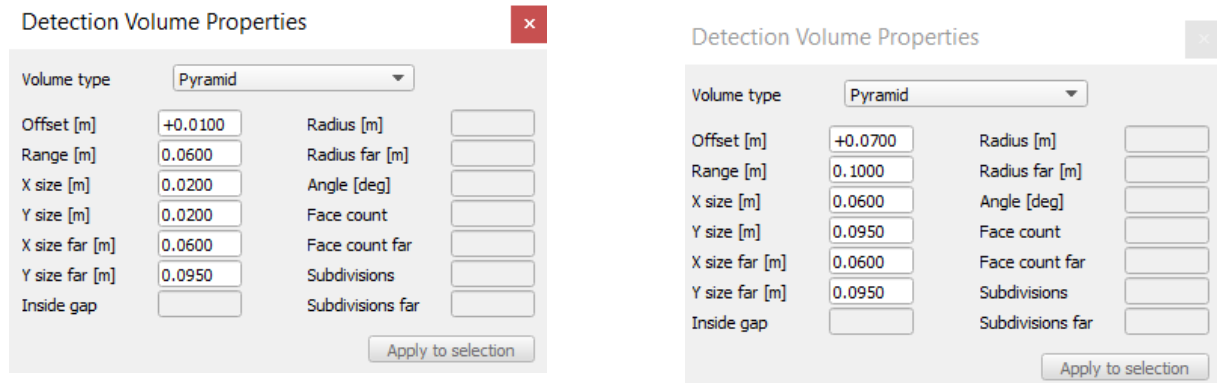 Detection Volume Properties
Volume type Pyramid
Offset [m] +0.0100 Radius [m]
Range [m] 0.0600 Radius far [m]
X size [m] 0.0200 Angle [deg]
Y size [m] 0.0200 Face count
X size far [m] 0.0600 Face count far
Y size far [m] 0.0950 Subdivisions
Inside gap Subdivisions far
Apply to selection
Detection Volume Properties
Volume type Pyramid
Offset [m] +0.0700 Radius [m]
Range [m] 0.1000 Radius far [m]
X size [m] 0.0600 Angle [deg]
Y size [m] 0.0950 Face count
X size far [m] 0.0600 Face count far
Y size far [m] 0.0950 Subdivisions
Inside gap Subdivisions far
Apply to selection